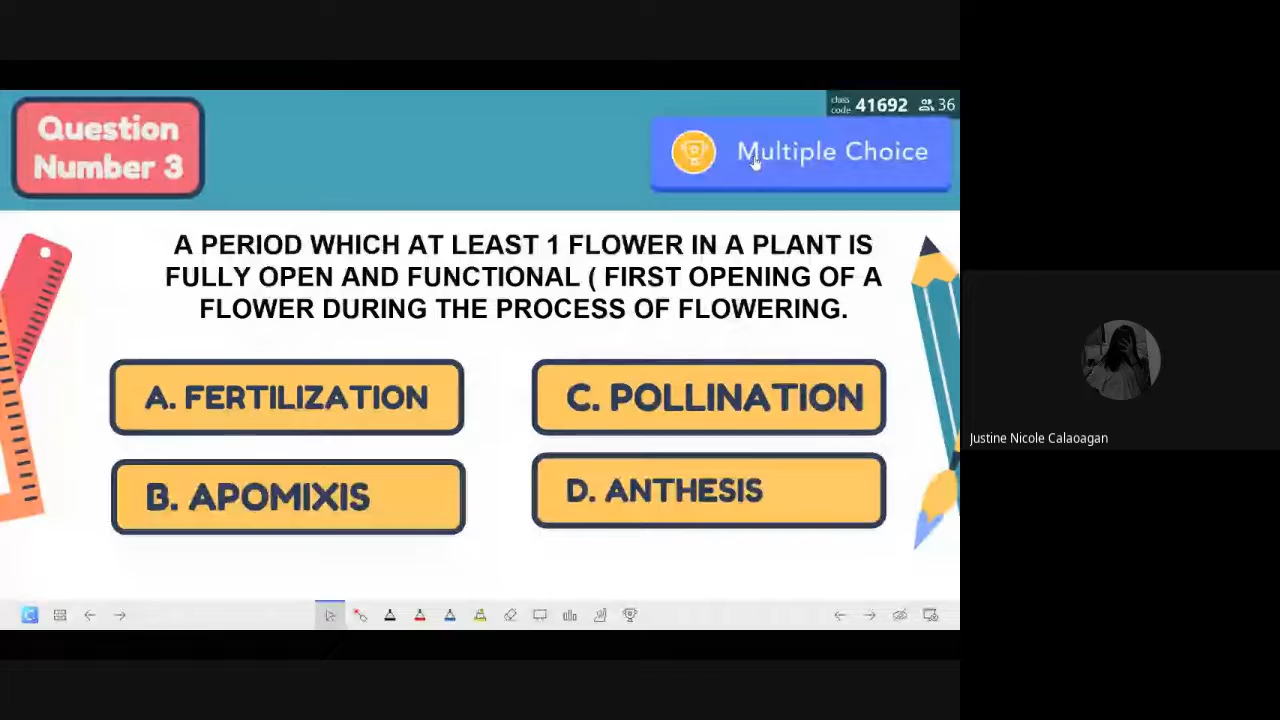 Question
Number 3
class
code 41692 36
Multiple Choice
A PERIOD WHICH AT LEAST 1 FLOWER IN A PLANT IS
FULLY OPEN AND FUNCTIONAL ( FIRST OPENING OF A
FLOWER DURING THE PROCESS OF FLOWERING.
A. FERTILIZATION
C. POLLINATION
B. APOMIXIS
D. ANTHESIS
Justine Nicole Calaoagan